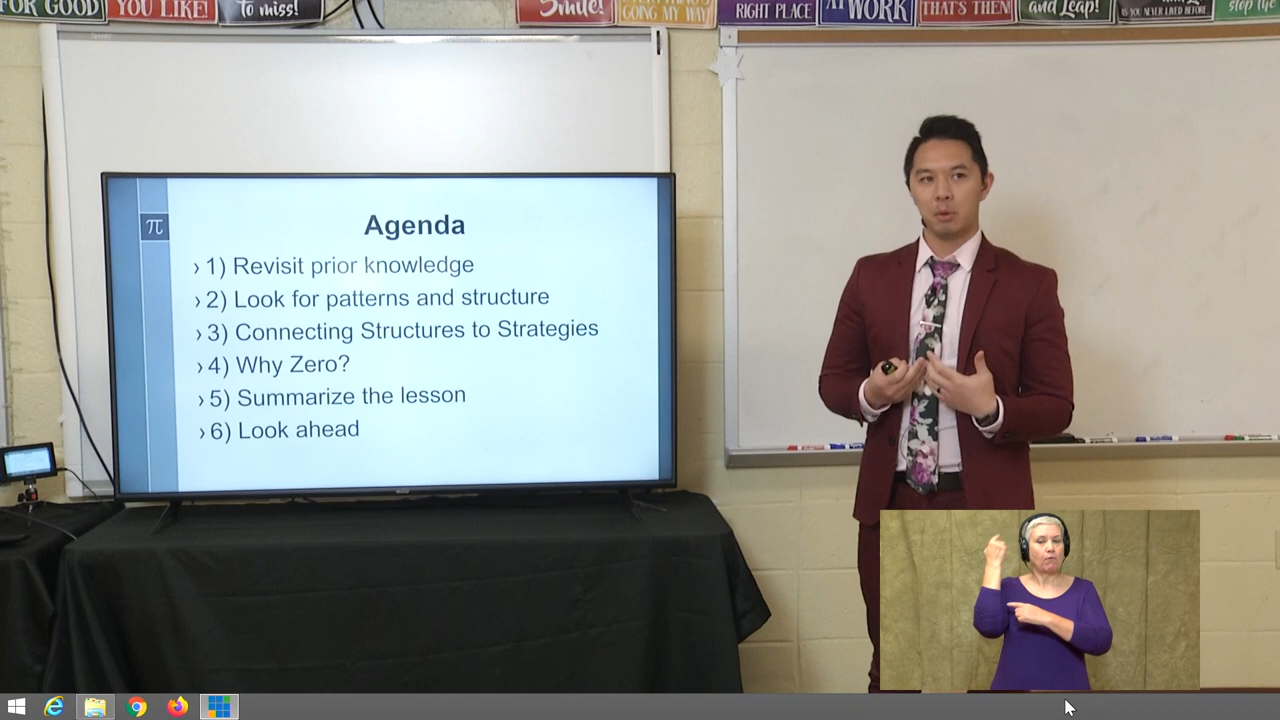 FOR GOOD
YOU LIKE!
to miss!
Smile!
GOING MY WAY
RIGHT PLACE
AT WORK
THAT'S THEN!
and Leap!
AS YOU NEVER LIVED BEFORE
stop the
π
Agenda
› 1) Revisit prior knowledge
› 2) Look for patterns and structure
› 3) Connecting Structures to Strategies
› 4) Why Zero?
› 5) Summarize the lesson
› 6) Look ahead